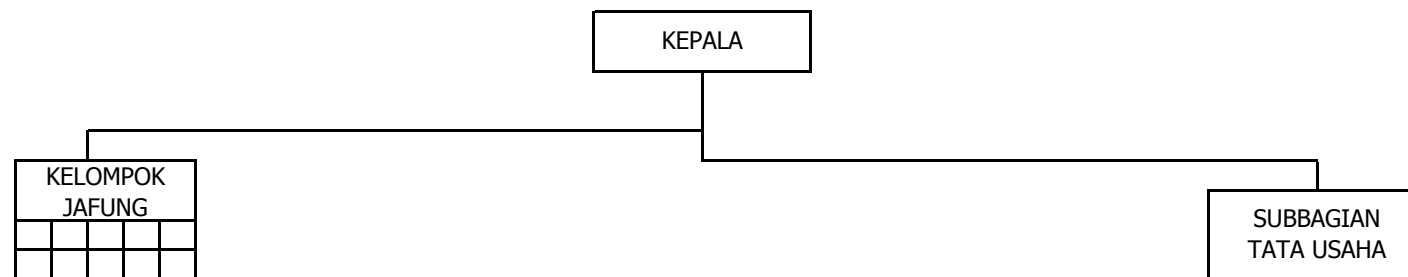 KEPALA
KELOMPOK
JAFUNG
SUBBAGIAN
TATA USAHA